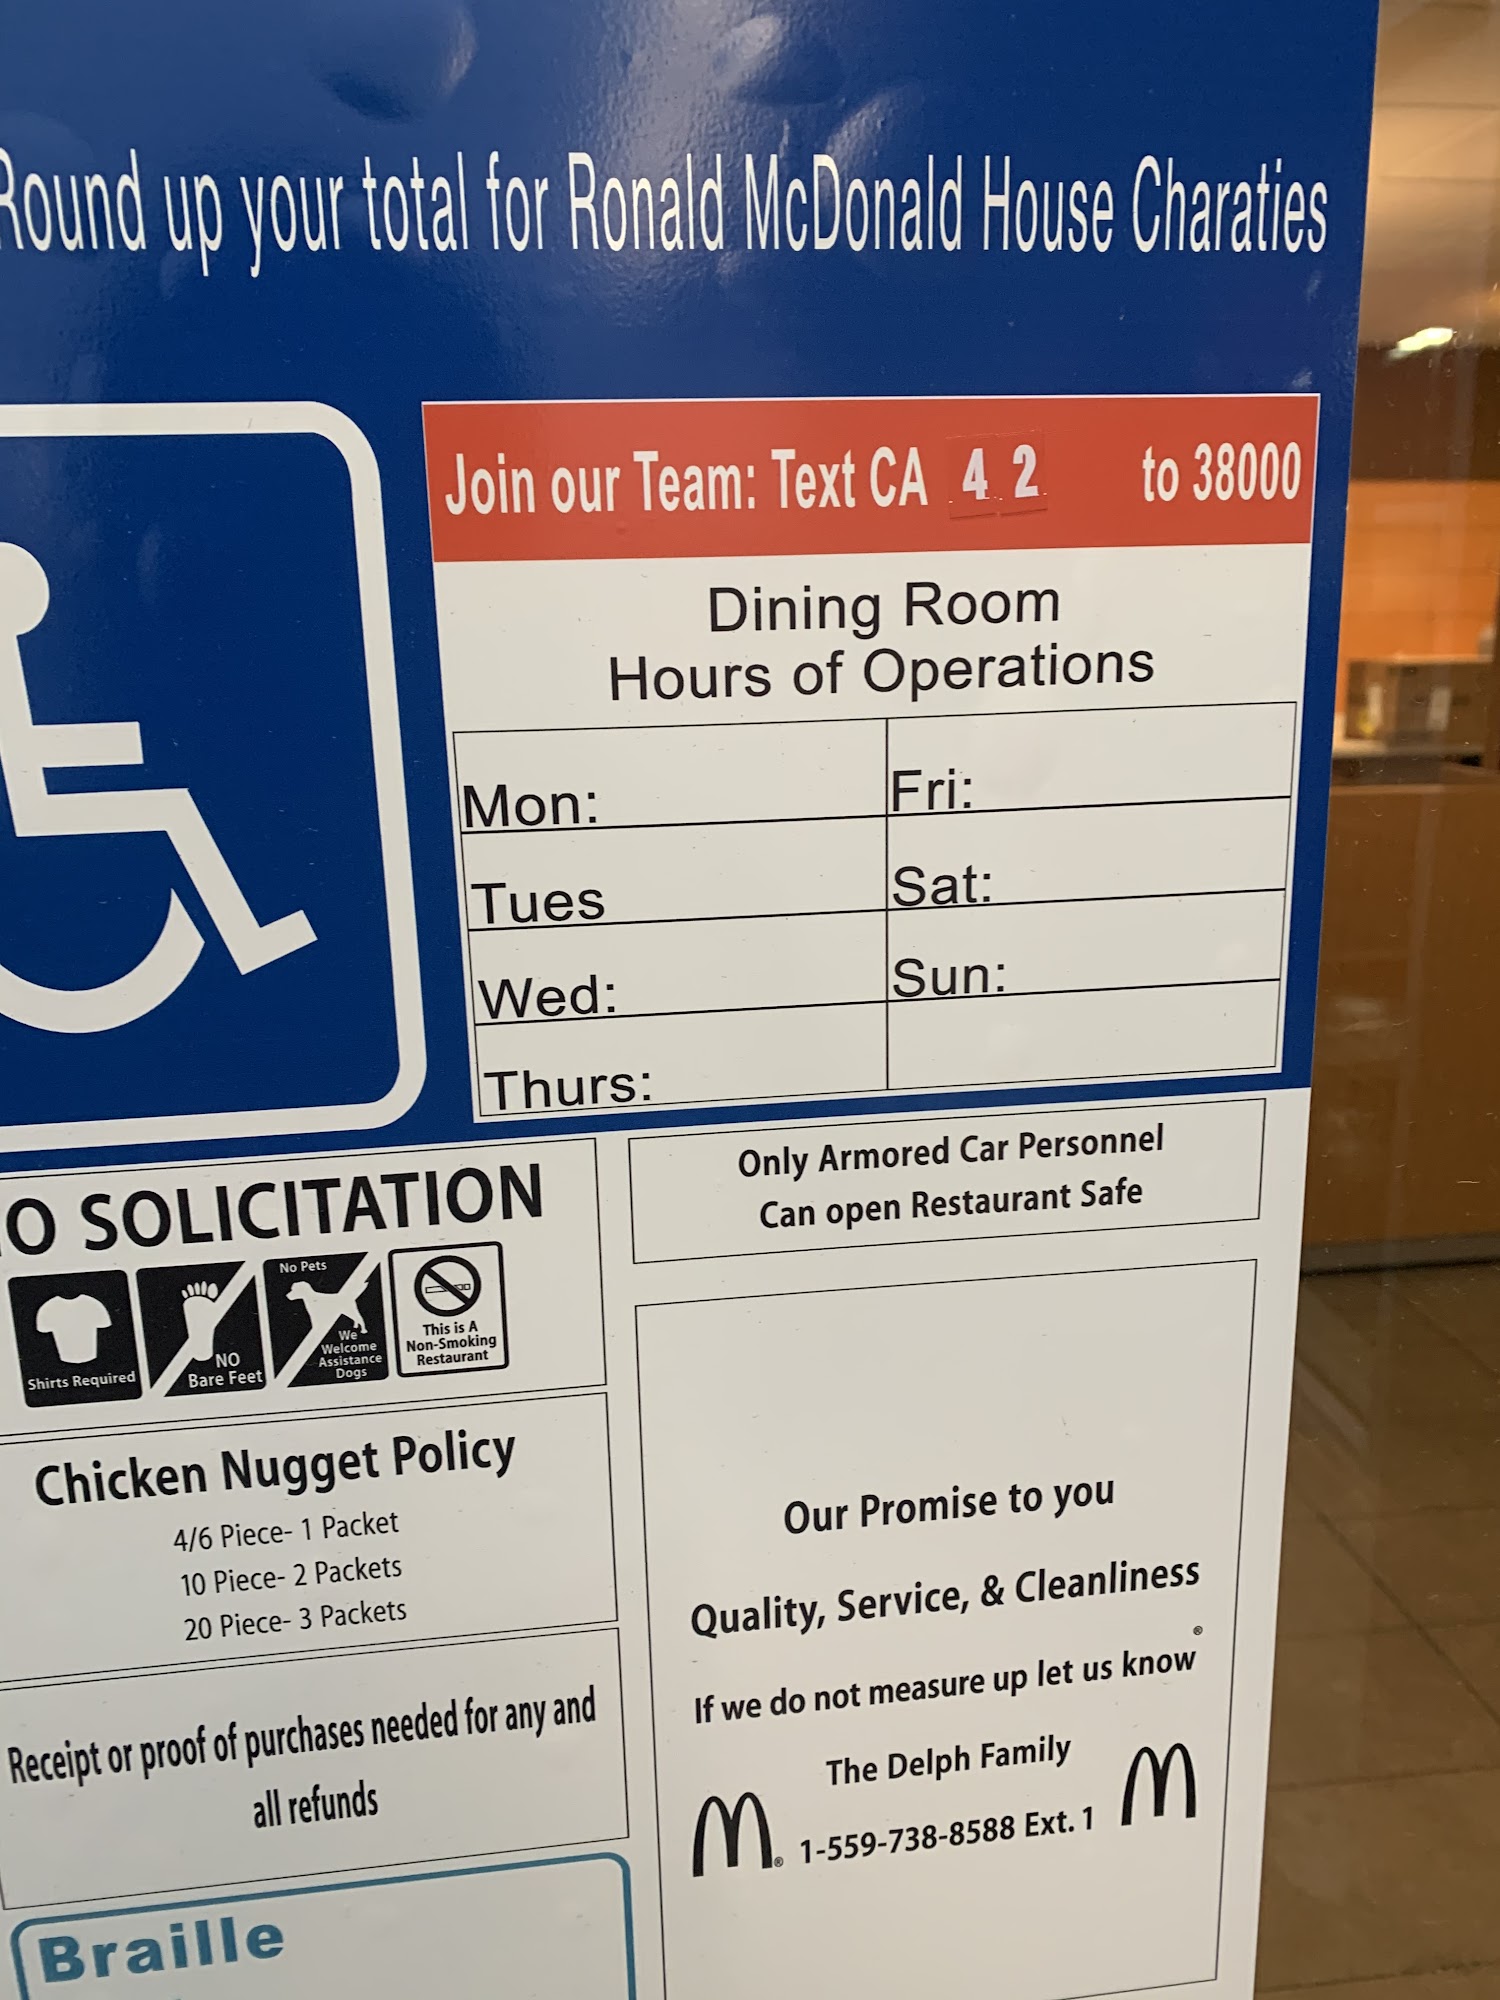 Round up your total for Ronald McDonald House Charaties
Join our Team: Text CA 42 to 38000
Dining Room
Hours of Operations
Mon:
Tues
Wed:
Thurs:
Fri:
Sat:
Sun:
O SOLICITATION
Shirts Required
NO
Bare Feet
No Pets
We
Welcome
Assistance
Dogs
This is A
Non-Smoking
Restaurant
Only Armored Car Personnel
Can open Restaurant Safe
Chicken Nugget Policy
4/6 Piece- 1 Packet
10 Piece- 2 Packets
20 Piece- 3 Packets
Receipt or proof of purchases needed for any and
all refunds
Braille
Our Promise to you
Quality, Service, & Cleanliness
®
If we do not measure up let us know
The Delph Family
1-559-738-8588 Ext. 1